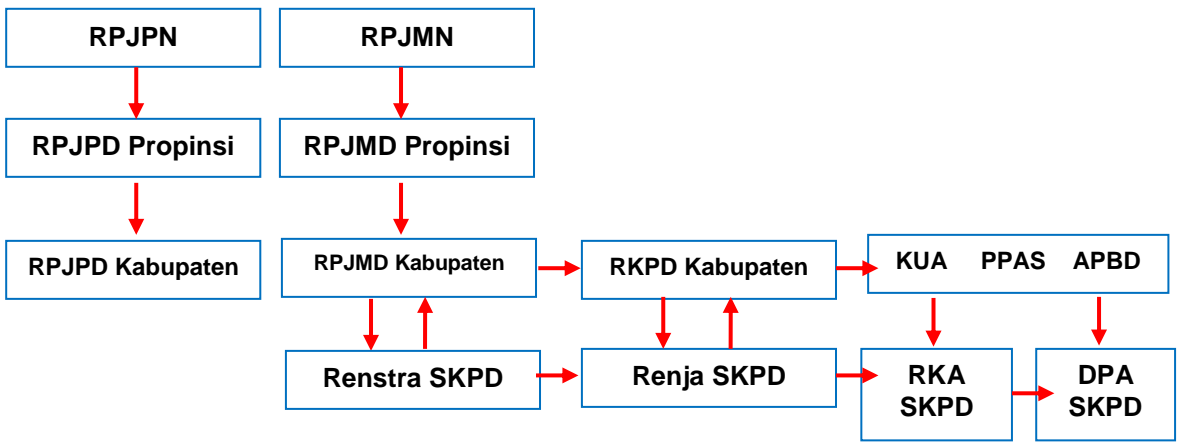 RPJPN
RPJMN
RPJPD Propinsi
RPJMD Propinsi
RPJPD Kabupaten
RPJMD Kabupaten
RKPD Kabupaten
KUA PPAS APBD
Renstra SKPD
Renja SKPD
RKA
SKPD
DPA
SKPD